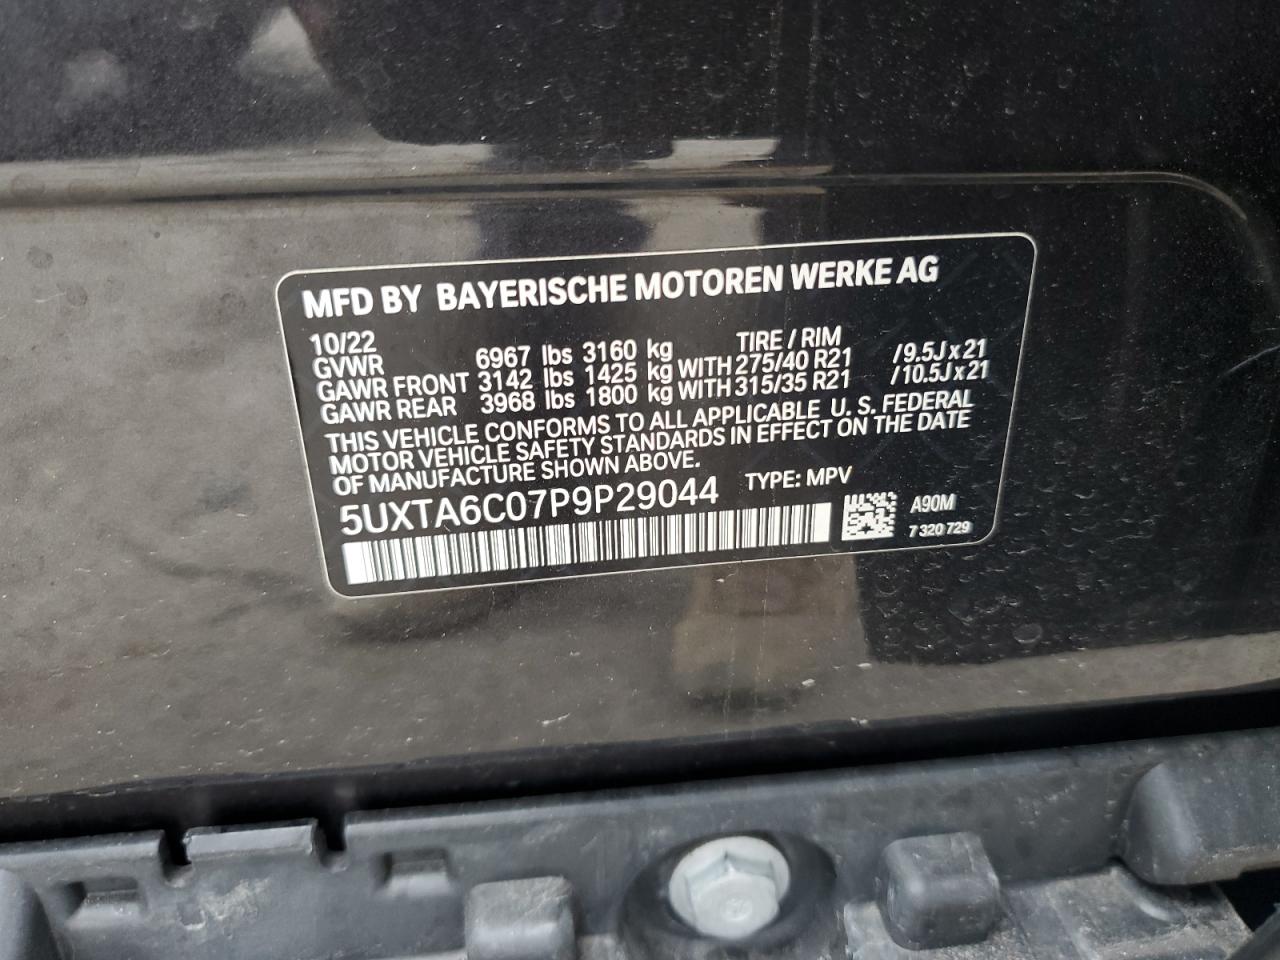 MFD BY BAYERISCHE MOTOREN WERKE AG
10/22 TIRE / RIM
GVWR 6967 lbs 3160 kg
GAWR FRONT 3142 lbs 1425 kg WITH 275/40 R21 /9.5J x 21
GAWR REAR 3968 lbs 1800 kg WITH 315/35 R21 /10.5J x 21
THIS VEHICLE CONFORMS TO ALL APPLICABLE U. S. FEDERAL
MOTOR VEHICLE SAFETY STANDARDS IN EFFECT ON THE DATE
OF MANUFACTURE SHOWN ABOVE.
5UXTA6C07P9P29044 TYPE: MPV
A90M
7 320 729